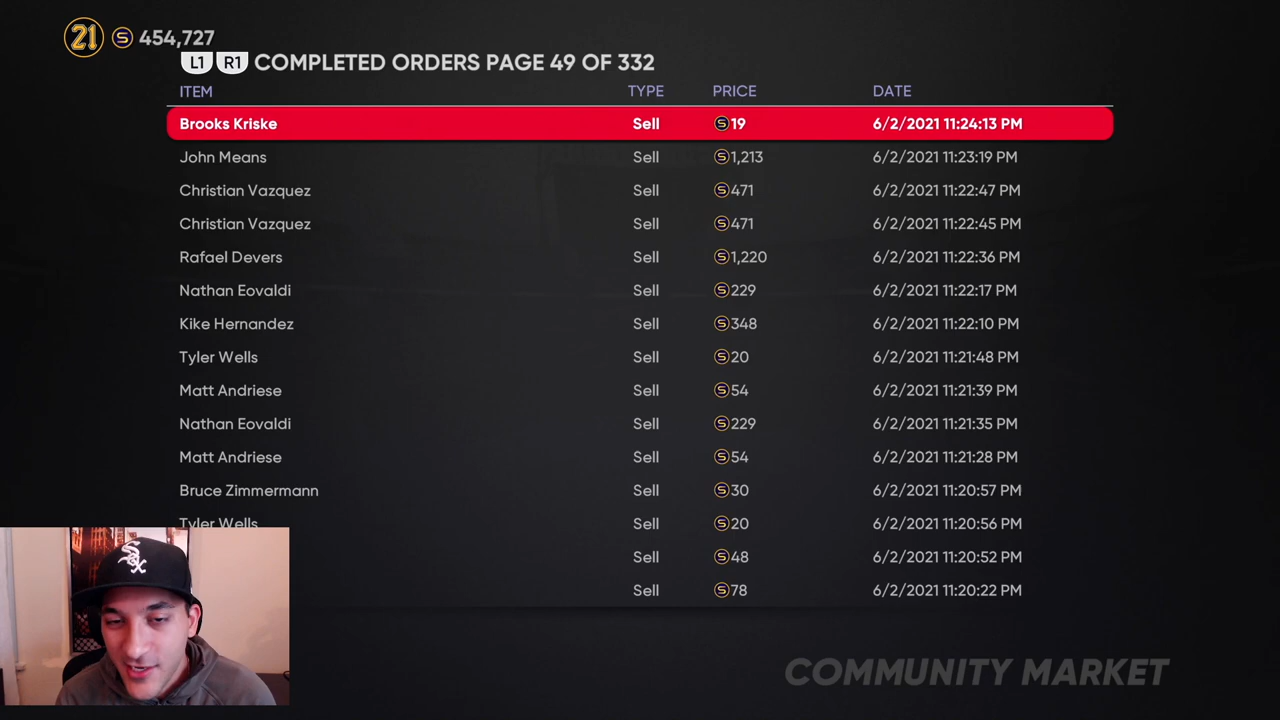 21 S 454,727
L1 R1 COMPLETED ORDERS PAGE 49 OF 332
ITEM TYPE PRICE DATE
Brooks Kriske Sell S 19 6/2/2021 11:24:13 PM
John Means Sell S 1,213 6/2/2021 11:23:19 PM
Christian Vazquez Sell S 471 6/2/2021 11:22:47 PM
Christian Vazquez Sell S 471 6/2/2021 11:22:45 PM
Rafael Devers Sell S 1,220 6/2/2021 11:22:36 PM
Nathan Eovaldi Sell S 229 6/2/2021 11:22:17 PM
Kike Hernandez Sell S 348 6/2/2021 11:22:10 PM
Tyler Wells Sell S 20 6/2/2021 11:21:48 PM
Matt Andriese Sell S 54 6/2/2021 11:21:39 PM
Nathan Eovaldi Sell S 229 6/2/2021 11:21:35 PM
Matt Andriese Sell S 54 6/2/2021 11:21:28 PM
Bruce Zimmermann Sell S 30 6/2/2021 11:20:57 PM
Tyler Wells Sell S 20 6/2/2021 11:20:56 PM
Sell S 48 6/2/2021 11:20:52 PM
Sell S 78 6/2/2021 11:20:22 PM
Sox
COMMUNITY MARKET